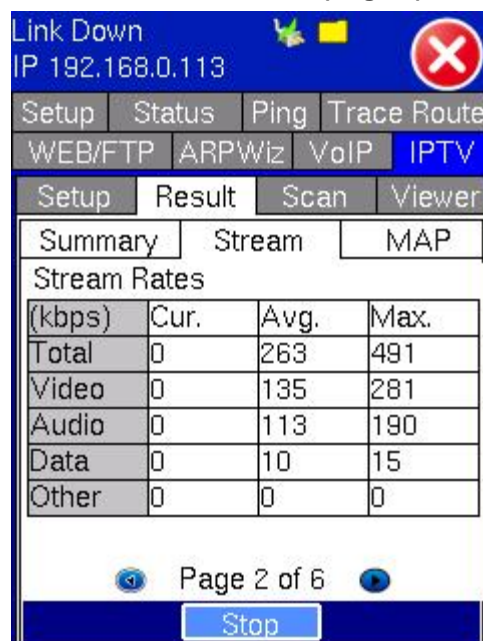 Link Down
IP 192.168.0.113
Setup Status Ping Trace Route
WEB/FTP ARPWiz VoIP IPTV
Setup Result Scan Viewer
Summary Stream MAP
Stream Rates
(kbps) Cur. Avg. Max.
Total 0 263 491
Video 0 135 281
Audio 0 113 190
Data 0 10 15
Other 0 0 0
Page 2 of 6
Stop